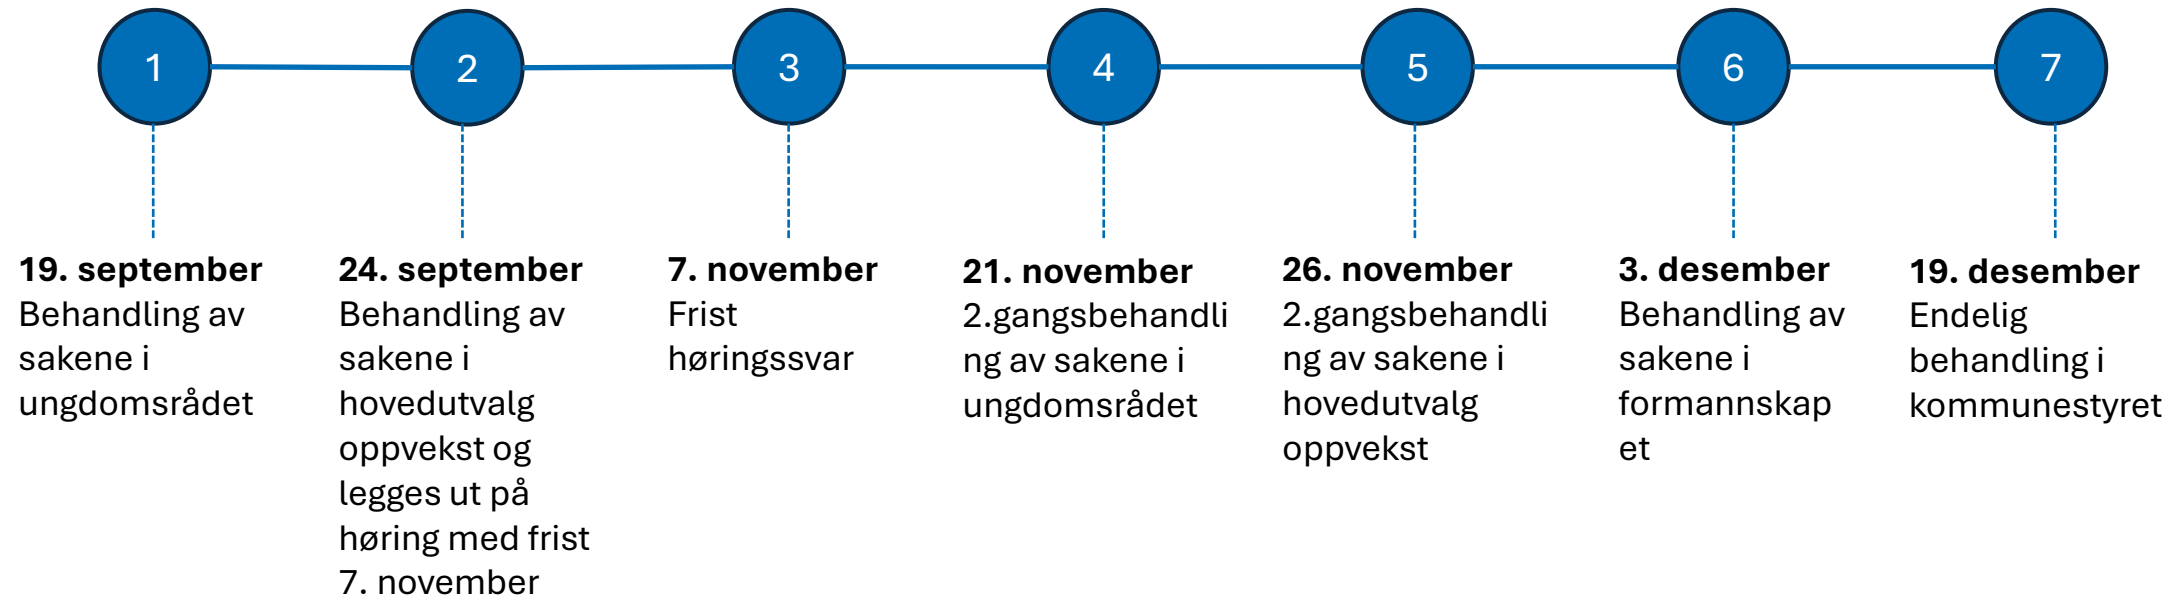 1
2
3
4
5
6
7
19. september
Behandling av
sakene i
ungdomsrådet
24. september
Behandling av
sakene i
hovedutvalg
oppvekst og
legges ut på
høring med frist
7. november
7. november
Frist
høringssvar
21. november
2.gangsbehandli
ng av sakene i
ungdomsrådet
26. november
2.gangsbehandli
ng av sakene i
hovedutvalg
oppvekst
3. desember
Behandling av
sakene i
formannskap
et
19. desember
Endelig
behandling i
kommunestyret